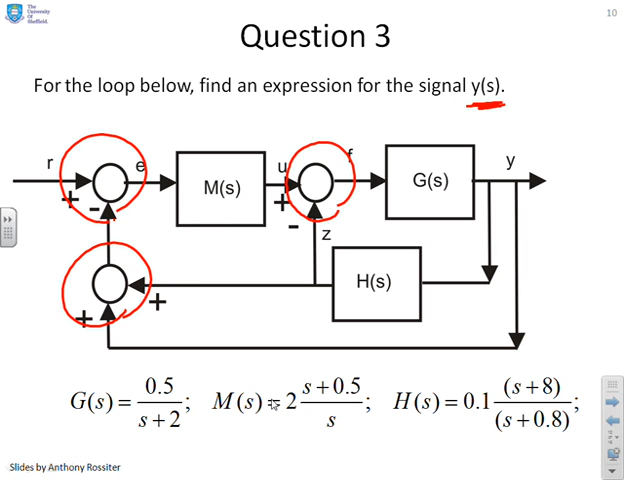 The
University
Of
Sheffield.
10
Question 3
For the loop below, find an expression for the signal y(s).
r
+
-
e
M(s)
u
+
-
f
G(s)
y
z
H(s)
+
+
G(s) = 0.5/(s+2); M(s) = 2 (s+0.5)/s; H(s) = 0.1 (s+8)/(s+0.8);
Slides by Anthony Rossiter